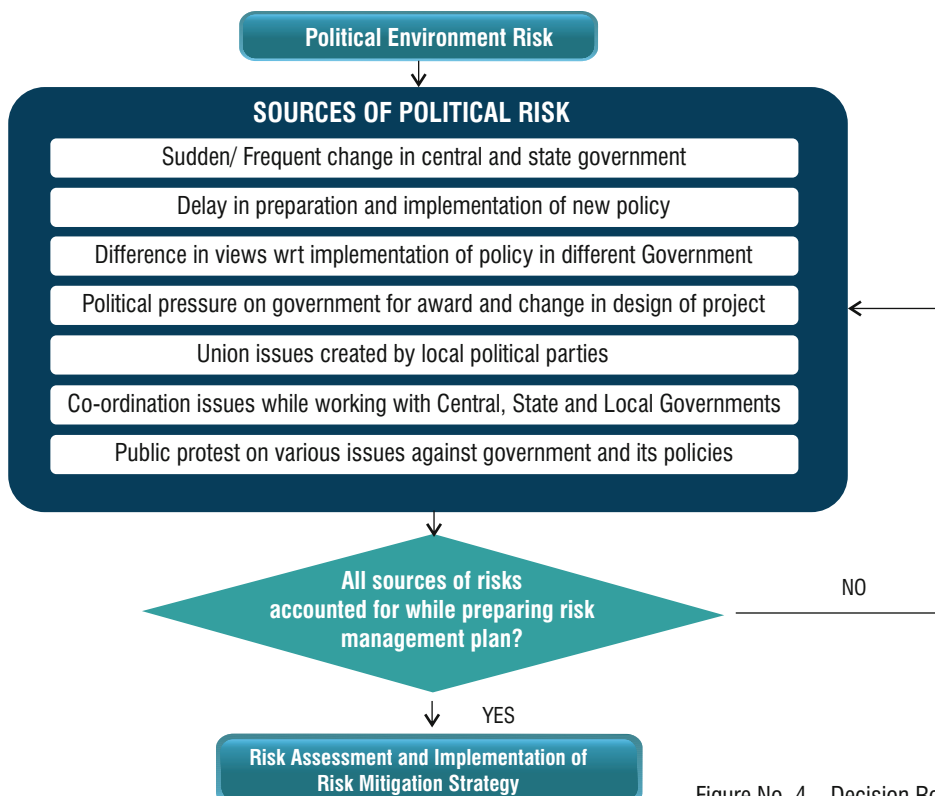 Political Environment Risk
SOURCES OF POLITICAL RISK
Sudden/ Frequent change in central and state government
Delay in preparation and implementation of new policy
Difference in views wrt implementation of policy in different Government
Political pressure on government for award and change in design of project
Union issues created by local political parties
Co-ordination issues while working with Central, State and Local Governments
Public protest on various issues against government and its policies
All sources of risks
accounted for while preparing risk
management plan?
NO
YES
Risk Assessment and Implementation of
Risk Mitigation Strategy
Figure No. 4 Decision